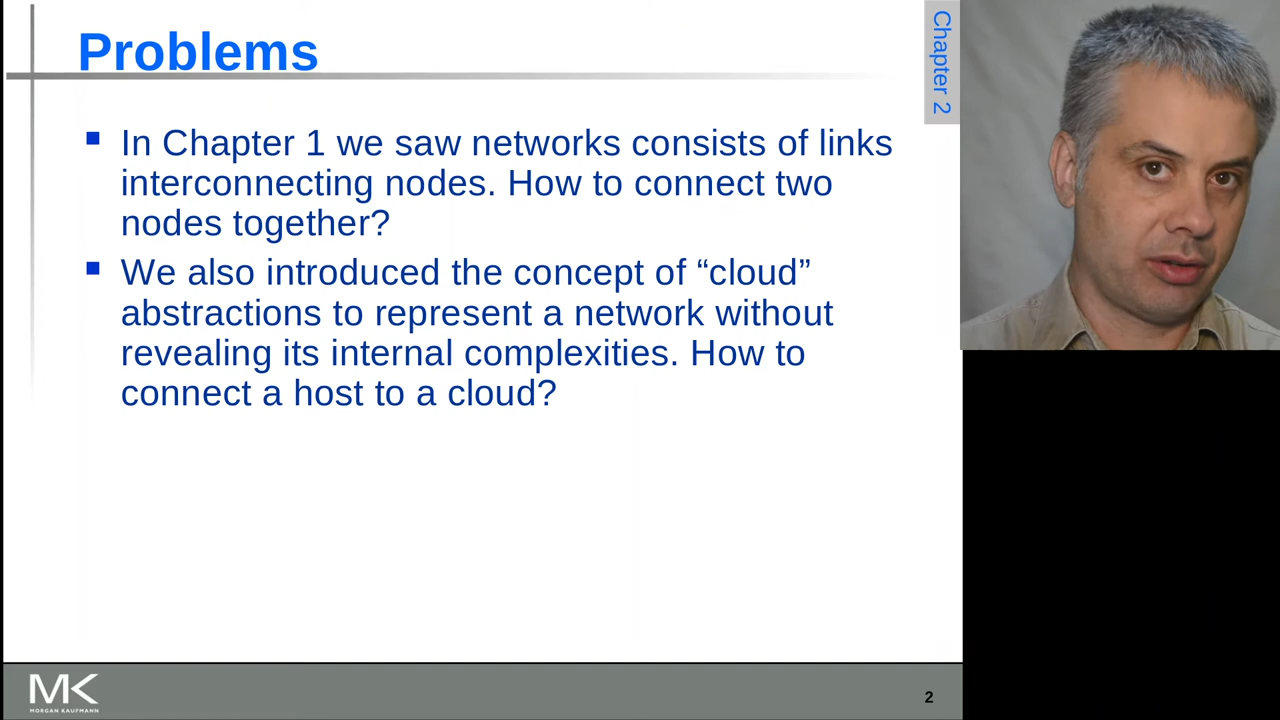 Problems
Chapter 2
In Chapter 1 we saw networks consists of links
interconnecting nodes. How to connect two
nodes together?
We also introduced the concept of “cloud”
abstractions to represent a network without
revealing its internal complexities. How to
connect a host to a cloud?
MK
MORGAN KAUFMANN
2